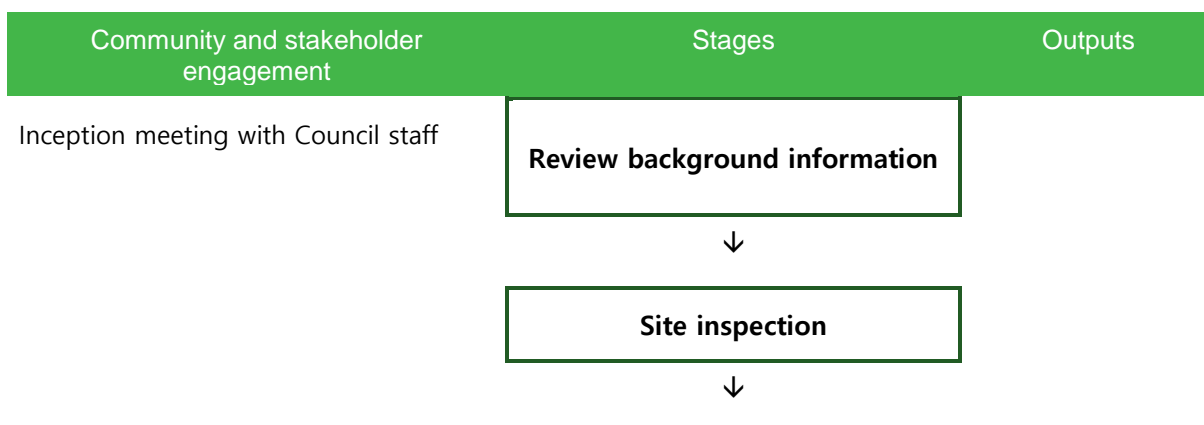 Community and stakeholder
engagement
Stages
Outputs
Inception meeting with Council staff
Review background information
↓
Site inspection
↓